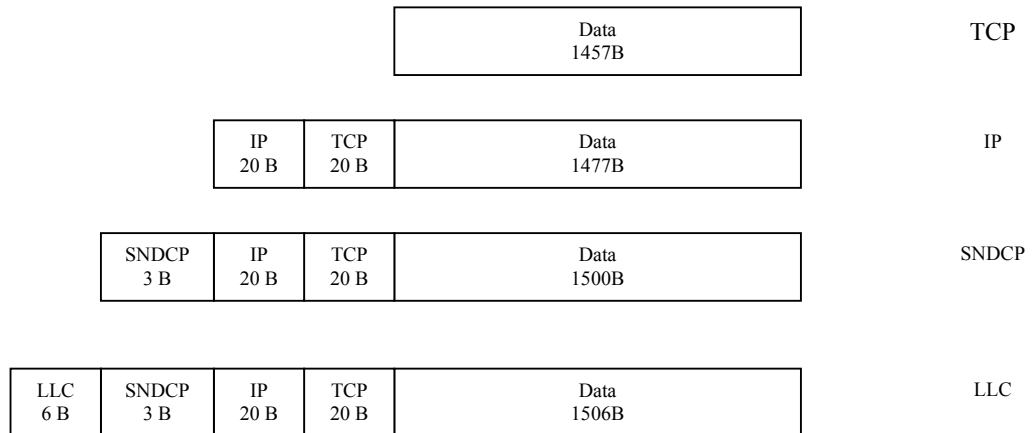 Data
1457B
TCP
IP
20 B
TCP
20 B
Data
1477B
IP
SNDCP
3 B
IP
20 B
TCP
20 B
Data
1500B
SNDCP
LLC
6 B
SNDCP
3 B
IP
20 B
TCP
20 B
Data
1506B
LLC